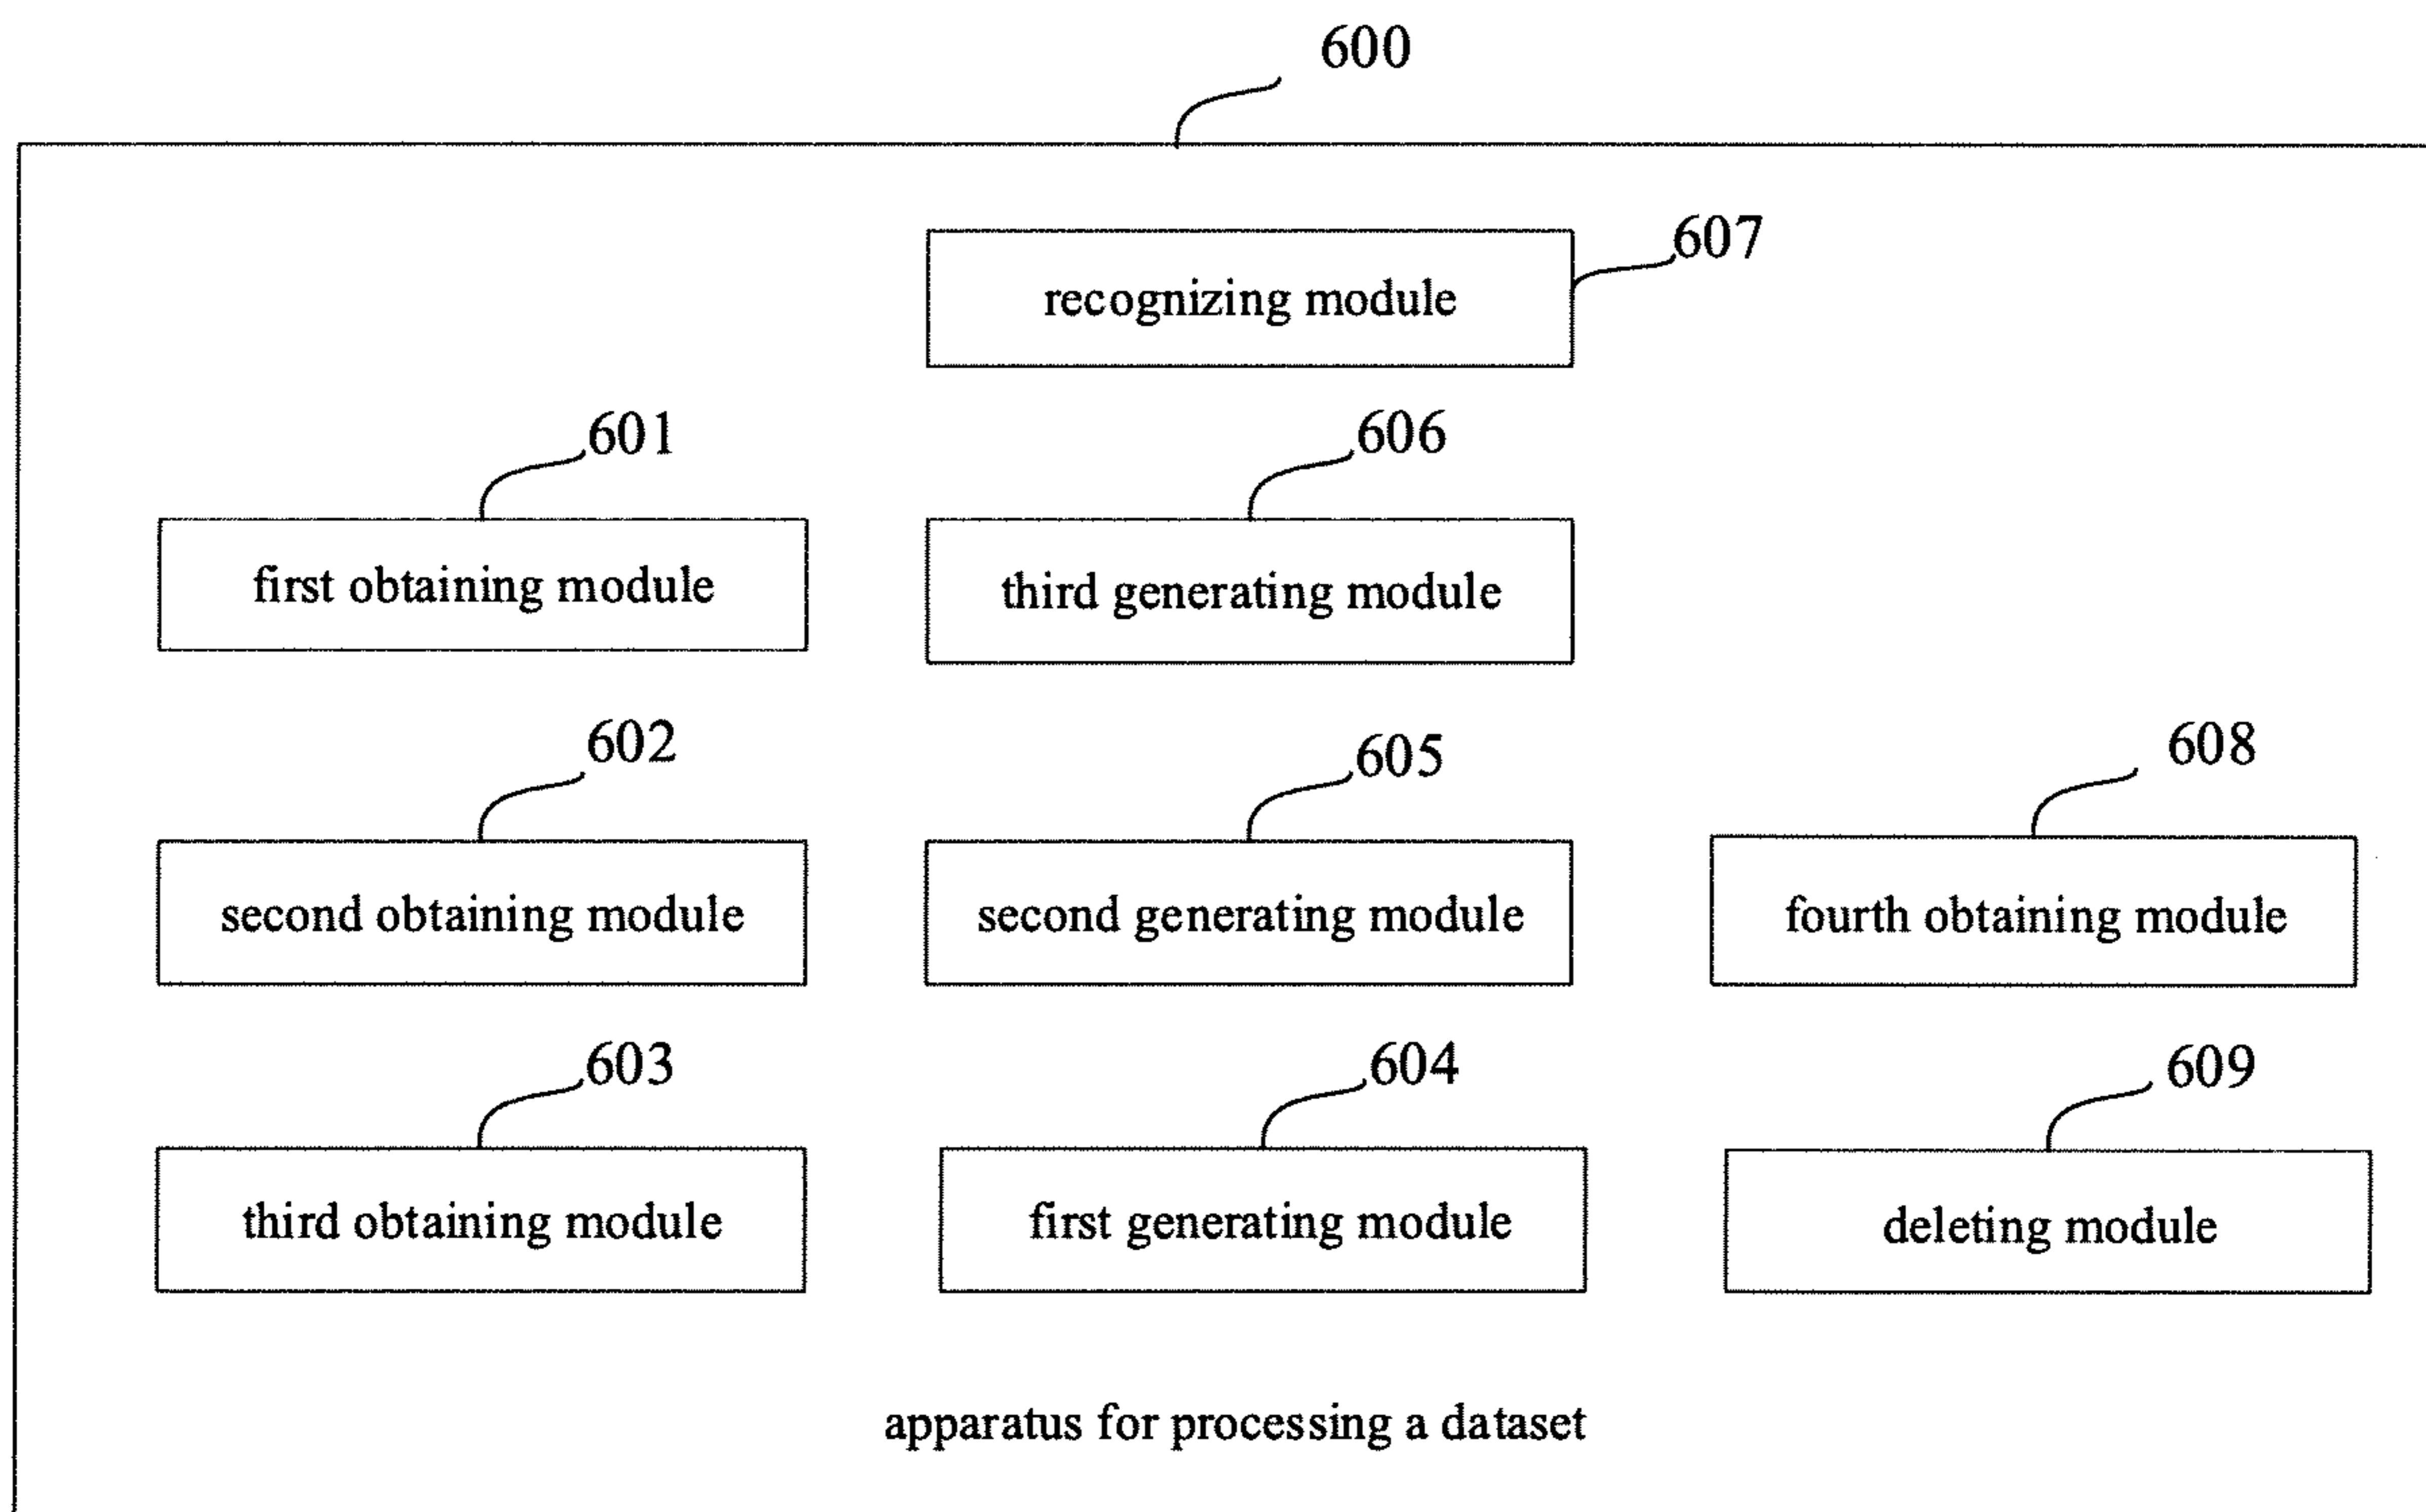 600
607
recognizing module
601
606
first obtaining module
third generating module
602
605
608
second obtaining module
second generating module
fourth obtaining module
603
604
609
third obtaining module
first generating module
deleting module
apparatus for processing a dataset